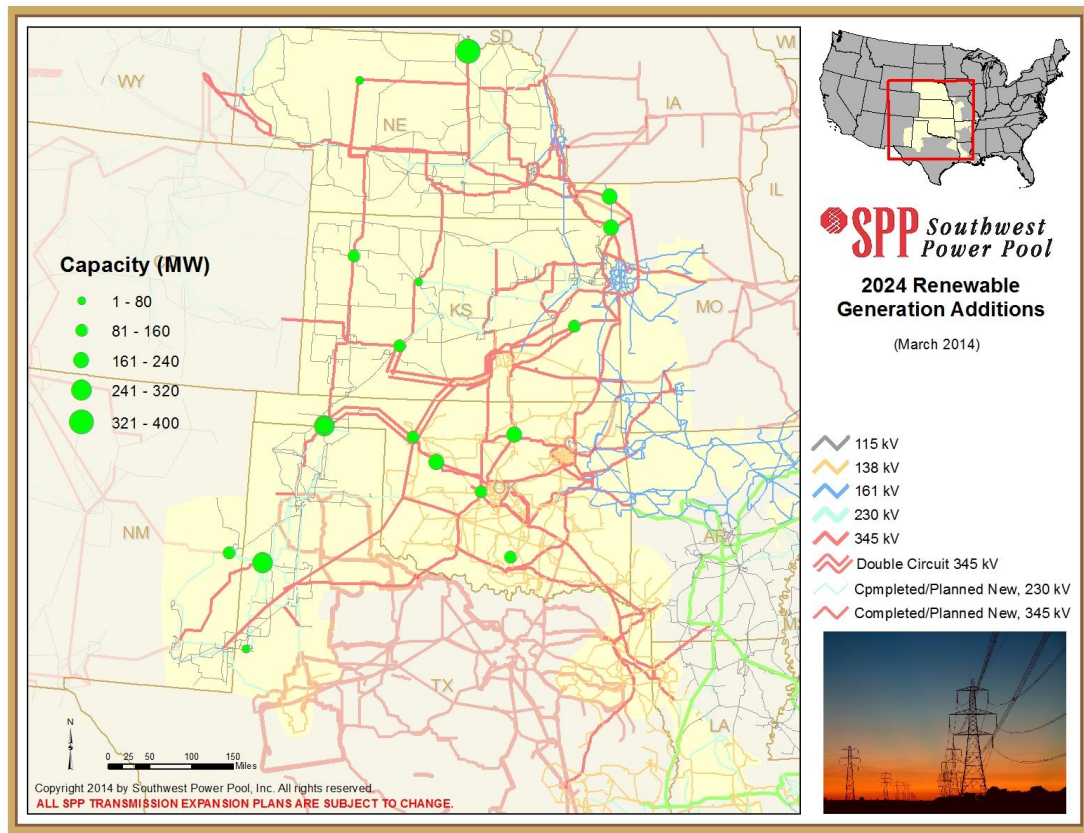 SD
WI
WY
IA
NE
IL
Capacity (MW)
1 - 80
81 - 160
161 - 240
241 - 320
321 - 400
KS
MO
NM
OK
AR
MS
TX
LA
N
0 25 50 100 150
Miles
Copyright 2014 by Southwest Power Pool, Inc. All rights reserved.
ALL SPP TRANSMISSION EXPANSION PLANS ARE SUBJECT TO CHANGE.
SPP Southwest
Power Pool
2024 Renewable
Generation Additions
(March 2014)
115 kV
138 kV
161 kV
230 kV
345 kV
Double Circuit 345 kV
Cpmpleted/Planned New, 230 kV
Completed/Planned New, 345 kV